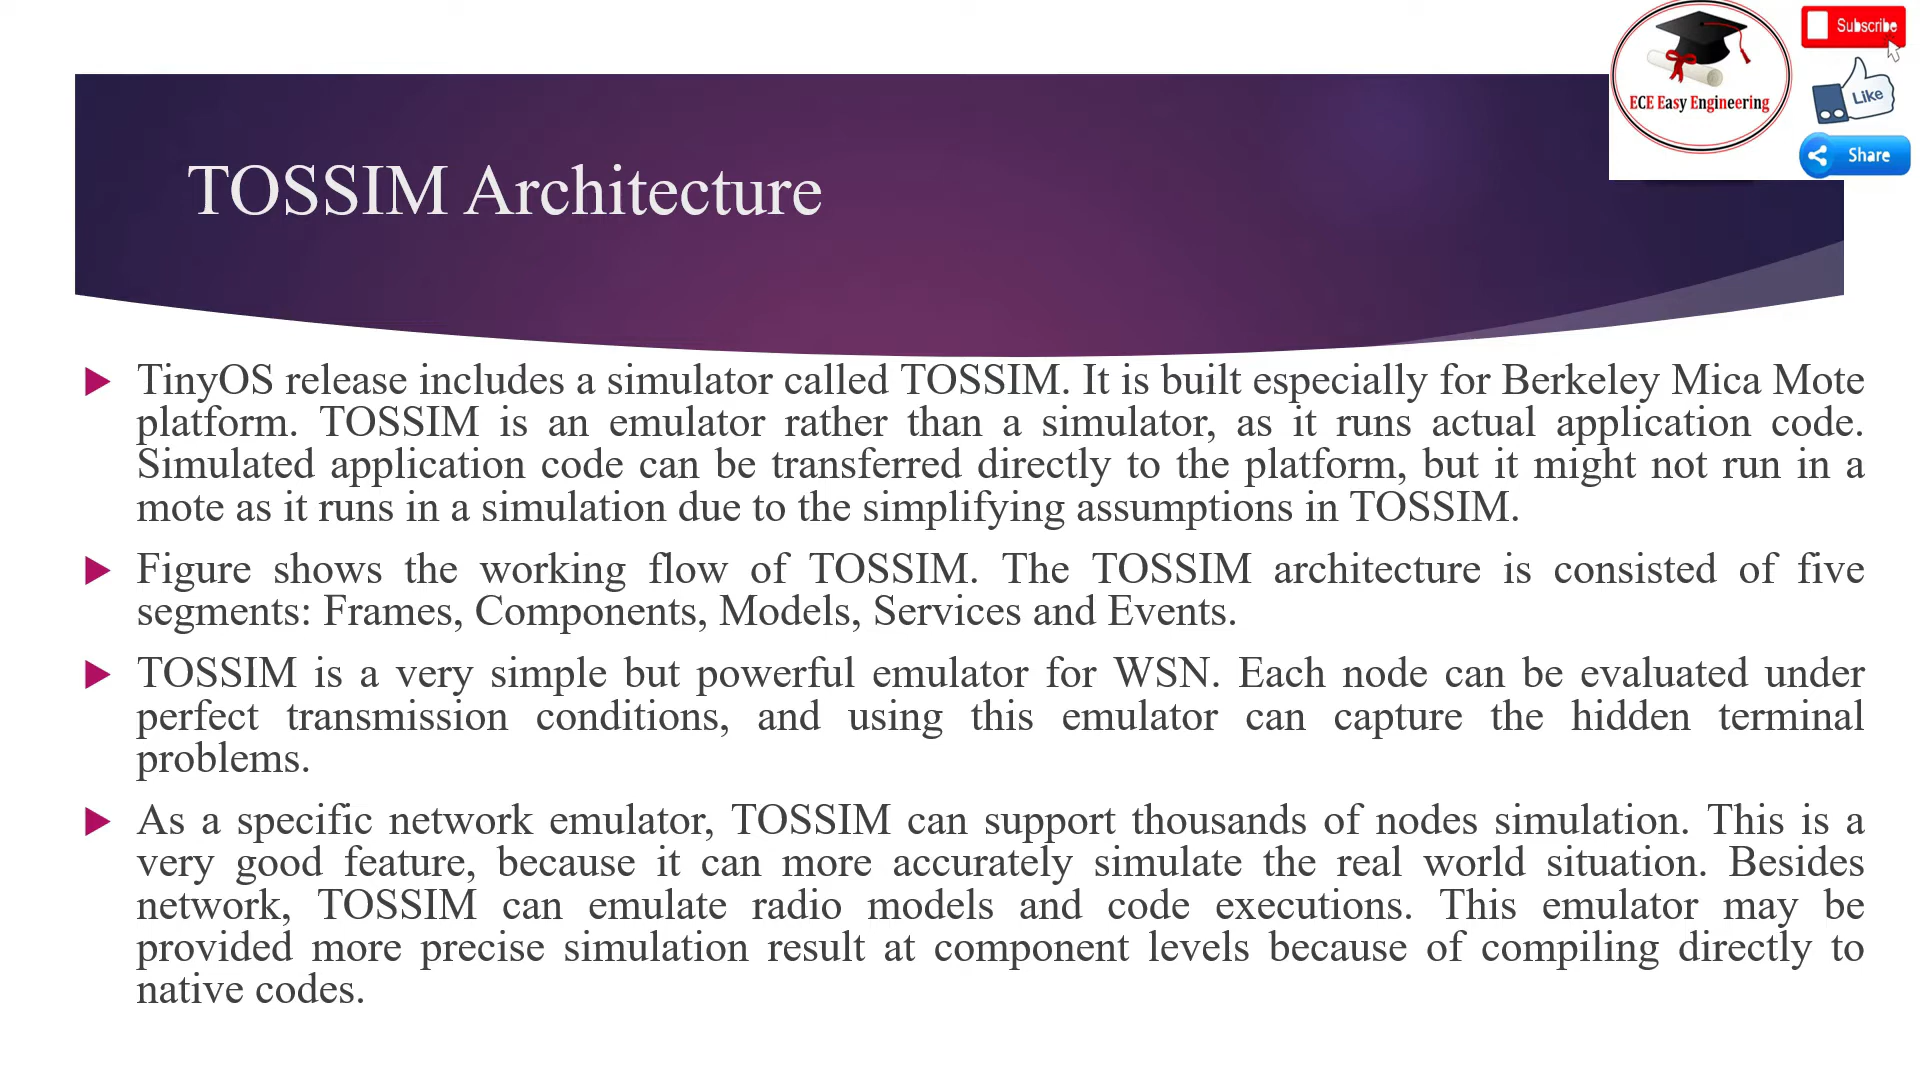 Subscribe
ECE Easy Engineering
Like
Share
TOSSIM Architecture
TinyOS release includes a simulator called TOSSIM. It is built especially for Berkeley Mica Mote
platform. TOSSIM is an emulator rather than a simulator, as it runs actual application code.
Simulated application code can be transferred directly to the platform, but it might not run in a
mote as it runs in a simulation due to the simplifying assumptions in TOSSIM.
Figure shows the working flow of TOSSIM. The TOSSIM architecture is consisted of five
segments: Frames, Components, Models, Services and Events.
TOSSIM is a very simple but powerful emulator for WSN. Each node can be evaluated under
perfect transmission conditions, and using this emulator can capture the hidden terminal
problems.
As a specific network emulator, TOSSIM can support thousands of nodes simulation. This is a
very good feature, because it can more accurately simulate the real world situation. Besides
network, TOSSIM can emulate radio models and code executions. This emulator may be
provided more precise simulation result at component levels because of compiling directly to
native codes.